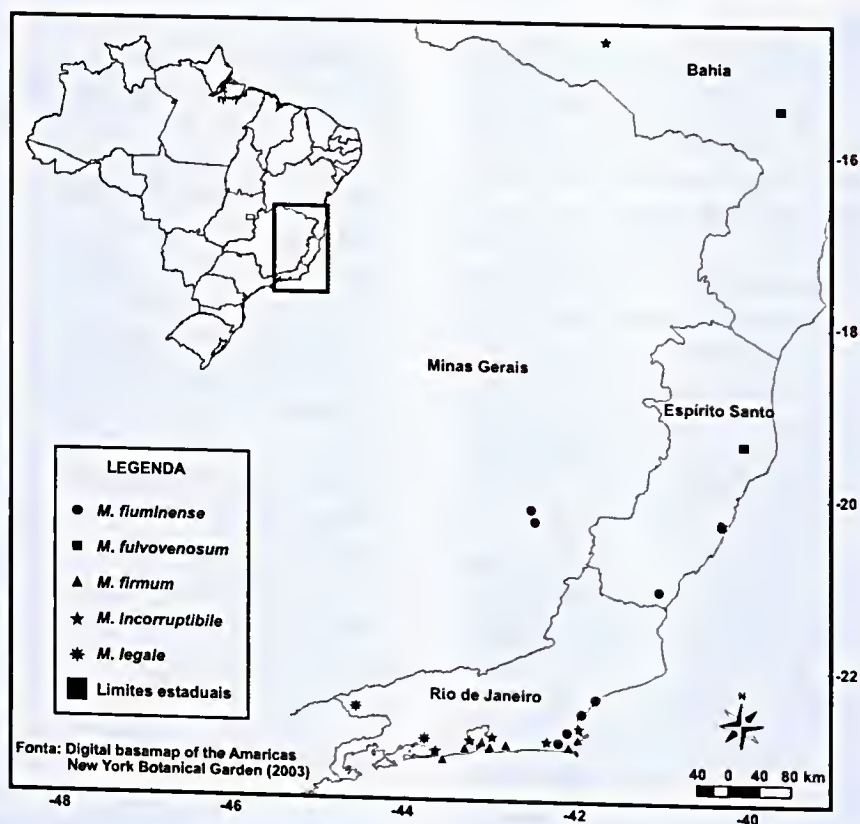 Bahia
-16
-18
Minas Gerais
Espírito Santo
LEGENDA
M. fluminense
M. fulvovenosum
M. firmum
M. Incorruptibile
M. legale
Limites estaduais
-20
-22
Rio de Janeiro
N
Fonta: Digital basamap of the Amaricas
New York Botanical Garden (2003)
40 0 40 80 km
-48 -46 -44 -42 -40